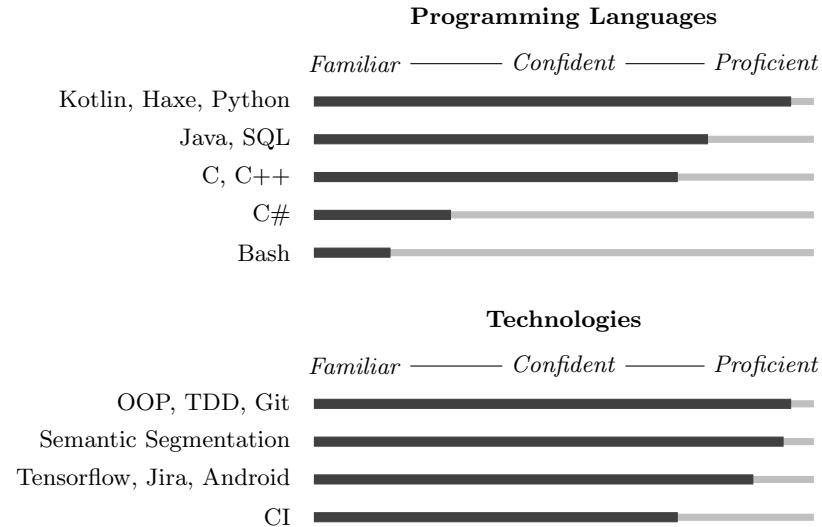 Programming Languages
Familiar Confident Proficient
Kotlin, Haxe, Python
Java, SQL
C, C++
C#
Bash
Technologies
Familiar Confident Proficient
OOP, TDD, Git
Semantic Segmentation
Tensorflow, Jira, Android
CI